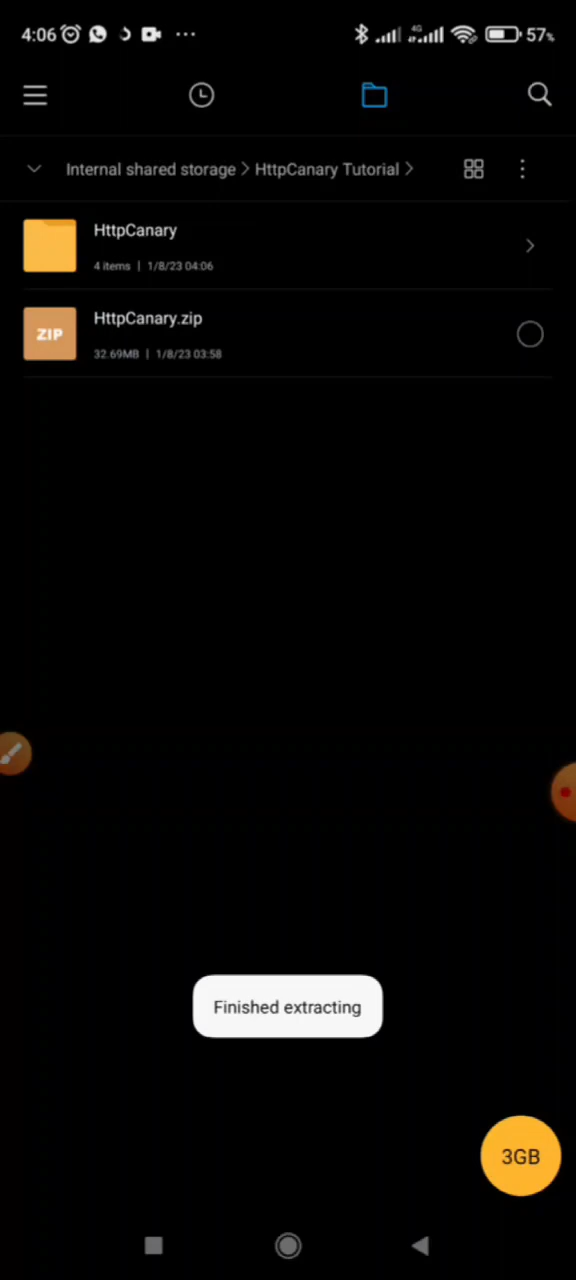 4:06 4G 57%
Internal shared storage > HttpCanary Tutorial >
HttpCanary
4 items | 1/8/23 04:06
ZIP HttpCanary.zip
32.69MB | 1/8/23 03:58
Finished extracting
3GB